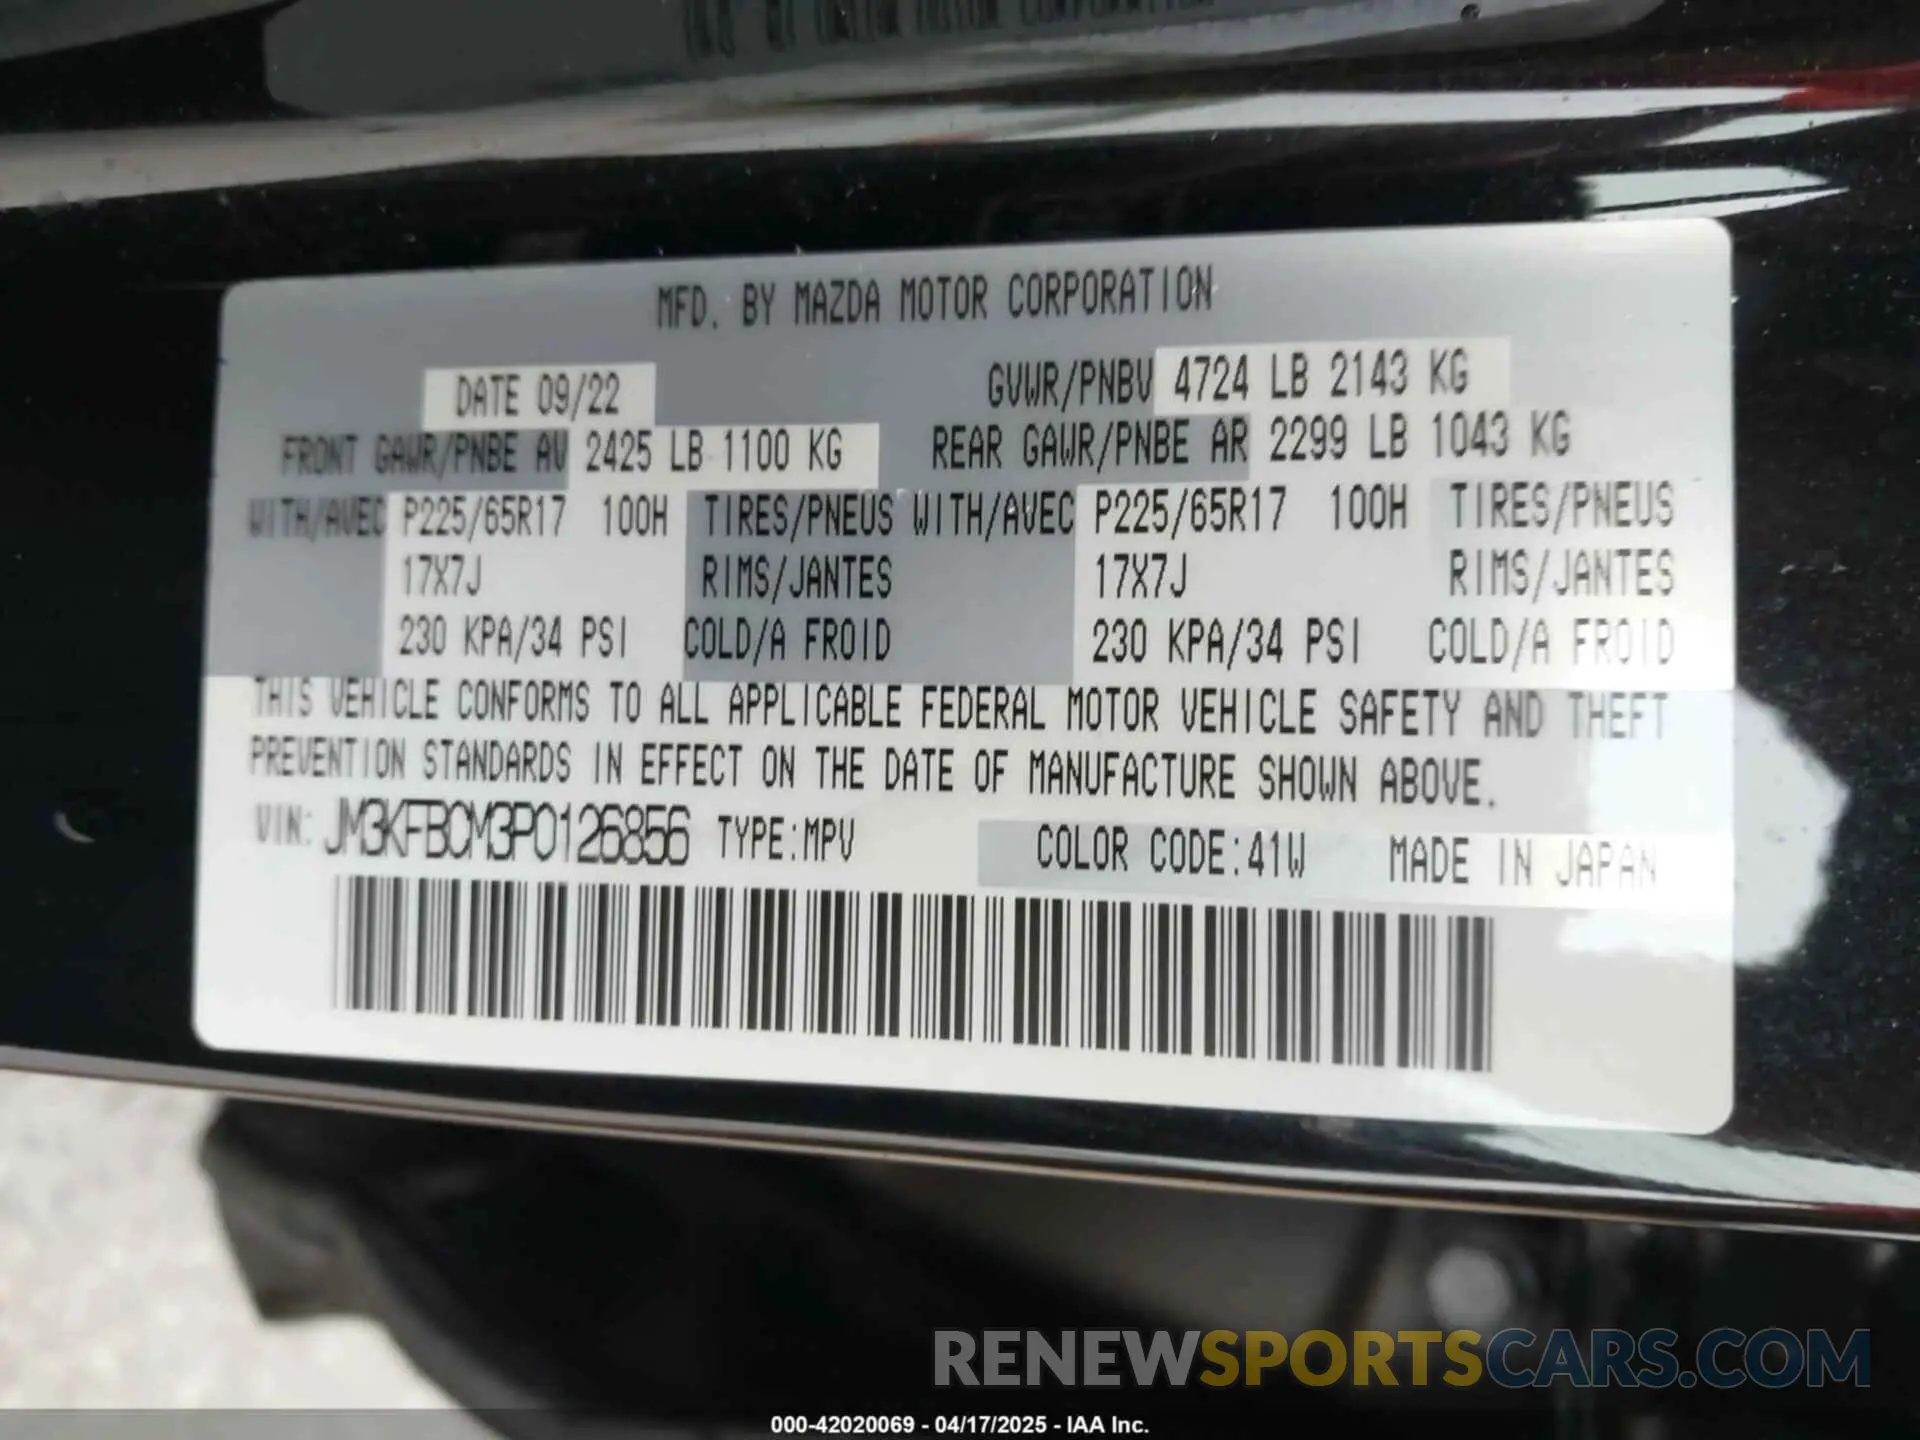 MFD. BY MAZDA MOTOR CORPORATION
DATE 09/22 GVWR/PNBV 4724 LB 2143 KG
FRONT GAWR/PNBE AV 2425 LB 1100 KG REAR GAWR/PNBE AR 2299 LB 1043 KG
WITH/AVEC P225/65R17 100H TIRES/PNEUS WITH/AVEC P225/65R17 100H TIRES/PNEUS
17X7J RIMS/JANTES 17X7J RIMS/JANTES
230 KPA/34 PSI COLD/A FROID 230 KPA/34 PSI COLD/A FROID
THIS VEHICLE CONFORMS TO ALL APPLICABLE FEDERAL MOTOR VEHICLE SAFETY AND THEFT
PREVENTION STANDARDS IN EFFECT ON THE DATE OF MANUFACTURE SHOWN ABOVE.
VIN: JM3KFBCM3P0126856 TYPE:MPV COLOR CODE:41W MADE IN JAPAN
RENEWSPORTSCARS.COM
000-42020069 - 04/17/2025 - IAA Inc.